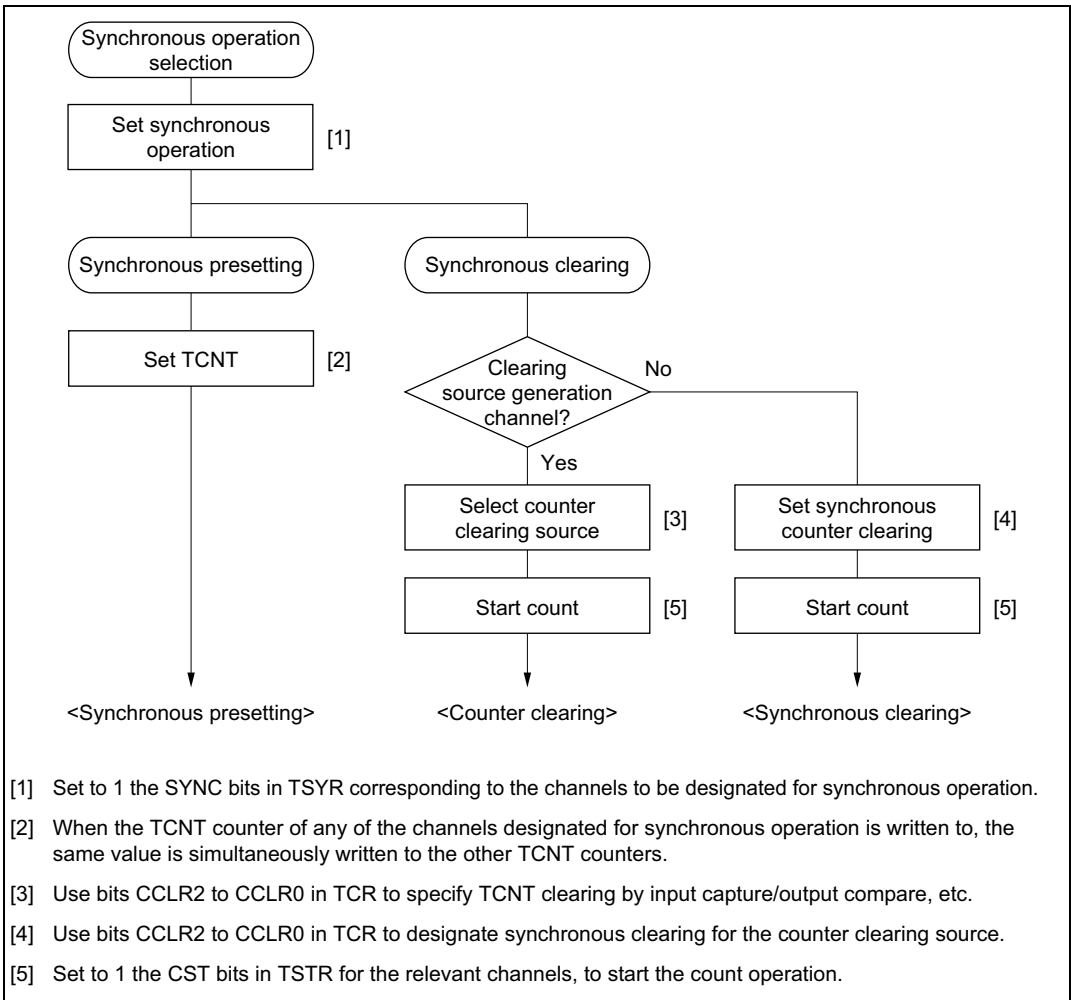 Synchronous operation
selection
Set synchronous
operation
[1]
Synchronous presetting
Synchronous clearing
Set TCNT
[2]
Clearing
source generation
channel?
No
Yes
Select counter
clearing source
[3]
Set synchronous
counter clearing
[4]
Start count
[5]
Start count
[5]
<Synchronous presetting>
<Counter clearing>
<Synchronous clearing>
[1] Set to 1 the SYNC bits in TSYR corresponding to the channels to be designated for synchronous operation.
[2] When the TCNT counter of any of the channels designated for synchronous operation is written to, the
same value is simultaneously written to the other TCNT counters.
[3] Use bits CCLR2 to CCLR0 in TCR to specify TCNT clearing by input capture/output compare, etc.
[4] Use bits CCLR2 to CCLR0 in TCR to designate synchronous clearing for the counter clearing source.
[5] Set to 1 the CST bits in TSTR for the relevant channels, to start the count operation.